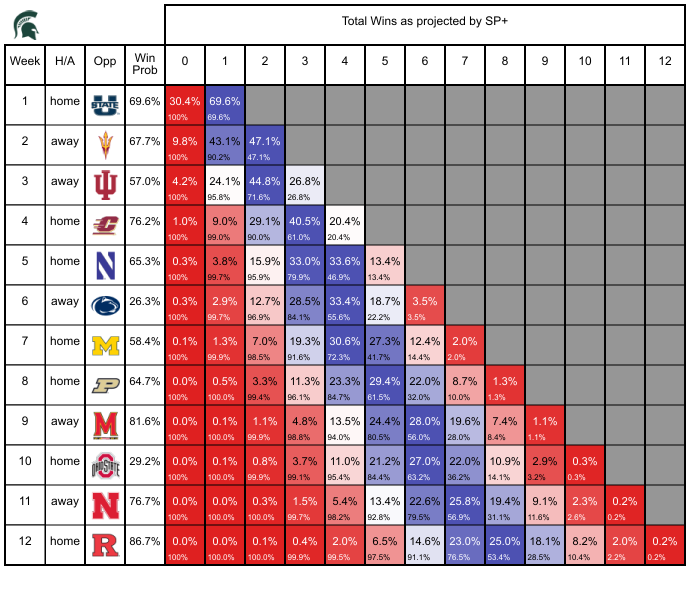 Total Wins as projected by SP+
Week H/A Opp Win Prob 0 1 2 3 4 5 6 7 8 9 10 11 12
1 home U STATE 69.6% 30.4% 69.6%
100% 69.6%
2 away 67.7% 9.8% 43.1% 47.1%
100% 90.2% 47.1%
3 away IU 57.0% 4.2% 24.1% 44.8% 26.8%
100% 95.8% 71.6% 26.8%
4 home C 76.2% 1.0% 9.0% 29.1% 40.5% 20.4%
100% 99.0% 90.0% 61.0% 20.4%
5 home N 65.3% 0.3% 3.8% 15.9% 33.0% 33.6% 13.4%
100% 99.7% 95.9% 79.9% 46.9% 13.4%
6 away 26.3% 0.3% 2.9% 12.7% 28.5% 33.4% 18.7% 3.5%
100% 99.7% 96.9% 84.1% 55.6% 22.2% 3.5%
7 home M 58.4% 0.1% 1.3% 7.0% 19.3% 30.6% 27.3% 12.4% 2.0%
100% 99.9% 98.5% 91.6% 72.3% 41.7% 14.4% 2.0%
8 home P 64.7% 0.0% 0.5% 3.3% 11.3% 23.3% 29.4% 22.0% 8.7% 1.3%
100% 100.0% 99.4% 96.1% 84.7% 61.5% 32.0% 10.0% 1.3%
9 away M 81.6% 0.0% 0.1% 1.1% 4.8% 13.5% 24.4% 28.0% 19.6% 7.4% 1.1%
100% 100.0% 99.9% 98.8% 94.0% 80.5% 56.0% 28.0% 8.4% 1.1%
10 home OHIO STATE 29.2% 0.0% 0.1% 0.8% 3.7% 11.0% 21.2% 27.0% 22.0% 10.9% 2.9% 0.3%
100% 100.0% 99.9% 99.1% 95.4% 84.4% 63.2% 36.2% 14.1% 3.2% 0.3%
11 away N 76.7% 0.0% 0.0% 0.3% 1.5% 5.4% 13.4% 22.6% 25.8% 19.4% 9.1% 2.3% 0.2%
100% 100.0% 100.0% 99.7% 98.2% 92.8% 79.5% 56.9% 31.1% 11.6% 2.6% 0.2%
12 home R 86.7% 0.0% 0.0% 0.1% 0.4% 2.0% 6.5% 14.6% 23.0% 25.0% 18.1% 8.2% 2.0% 0.2%
100% 100.0% 100.0% 99.9% 99.5% 97.5% 91.1% 76.5% 53.4% 28.5% 10.4% 2.2% 0.2%